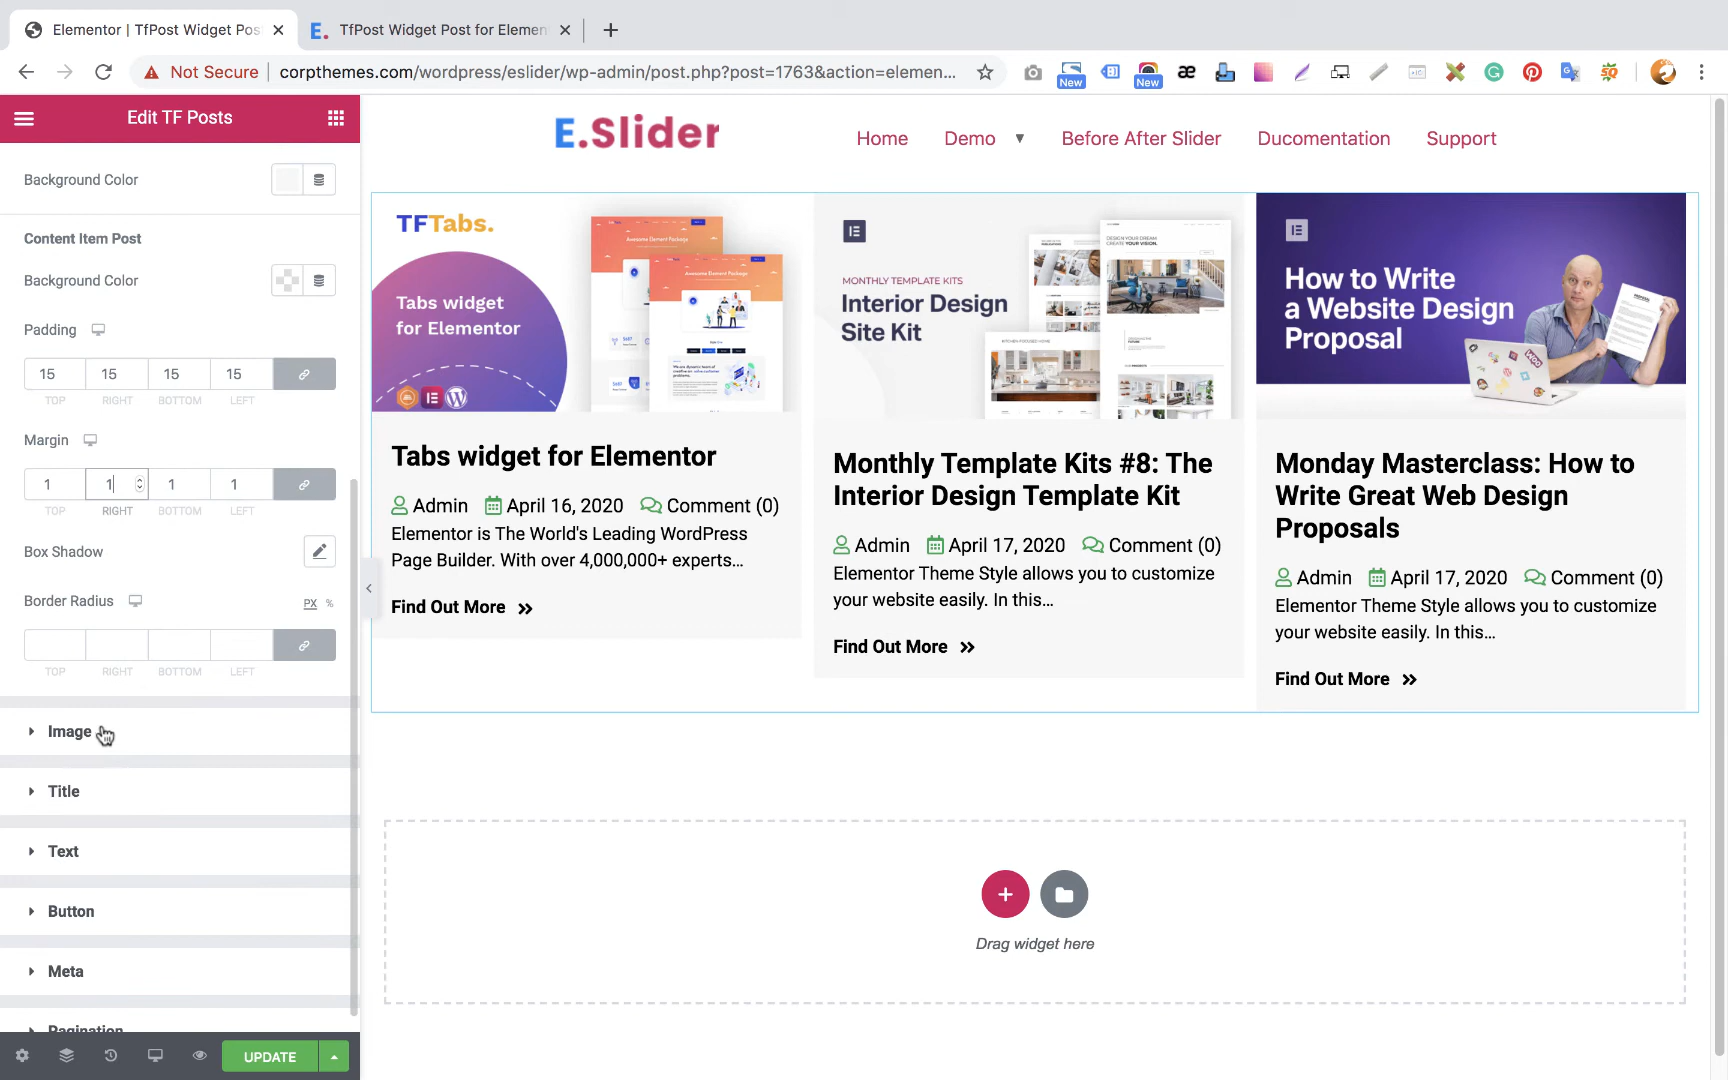 Elementor | TfPost Widget Pos
TfPost Widget Post for Elemen
Not Secure
corpthemes.com/wordpress/eslider/wp-admin/post.php?post=1763&action=elemen...
New
New
Edit TF Posts
Background Color
Content Item Post
Background Color
Padding
15 15 15 15
TOP RIGHT BOTTOM LEFT
Margin
1 1 1 1
TOP RIGHT BOTTOM LEFT
Box Shadow
Border Radius
PX %
TOP RIGHT BOTTOM LEFT
Image
Title
Text
Button
Meta
Pagination
UPDATE
E.Slider
Home Demo Before After Slider Ducomentation Support
TFTabs.
Tabs widget
for Elementor
Tabs widget for Elementor
Admin April 16, 2020 Comment (0)
Elementor is The World's Leading WordPress
Page Builder. With over 4,000,000+ experts...
Find Out More »
MONTHLY TEMPLATE KITS
Interior Design
Site Kit
Monthly Template Kits #8: The
Interior Design Template Kit
Admin April 17, 2020 Comment (0)
Elementor Theme Style allows you to customize
your website easily. In this...
Find Out More »
How to Write
a Website Design
Proposal
Monday Masterclass: How to
Write Great Web Design
Proposals
Admin April 17, 2020 Comment (0)
Elementor Theme Style allows you to customize
your website easily. In this...
Find Out More »
Drag widget here